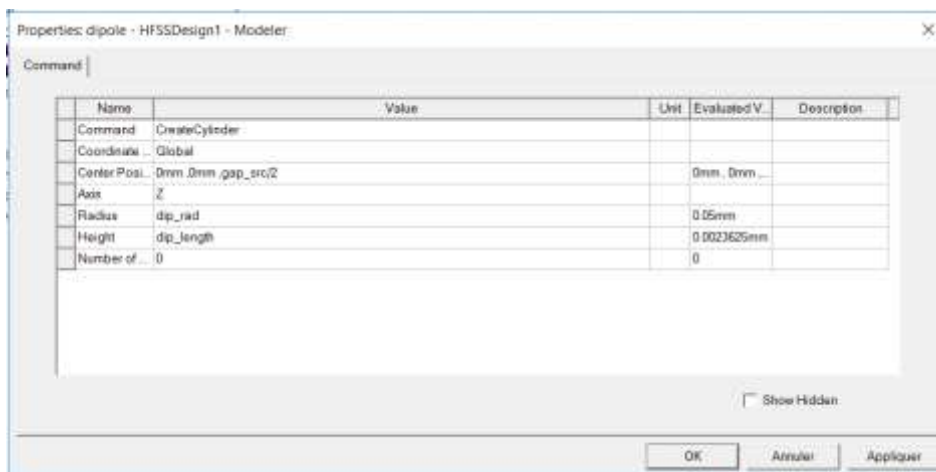 Properties: dipole - HFSSDesign1 - Modeler
Command
Name Value Unit Evaluated V... Description
Command CreateCylinder
Coordinate ... Global
Center Posi... 0mm ,0mm ,gap_src/2 0mm , 0mm ...
Axis Z
Radius dip_rad 0.05mm
Height dip_length 0.0023625mm
Number of ... 0 0
Show Hidden
OK Annuler Appliquer